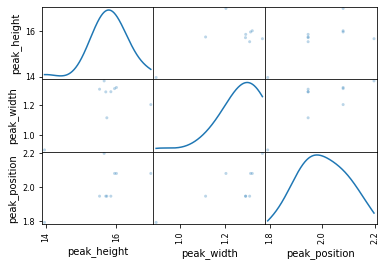 peak_height
16
14
peak_width
1.2
1.0
peak_position
2.2
2.0
1.8
14
16
1.0
1.2
1.8
2.0
2.2
peak_height
peak_width
peak_position